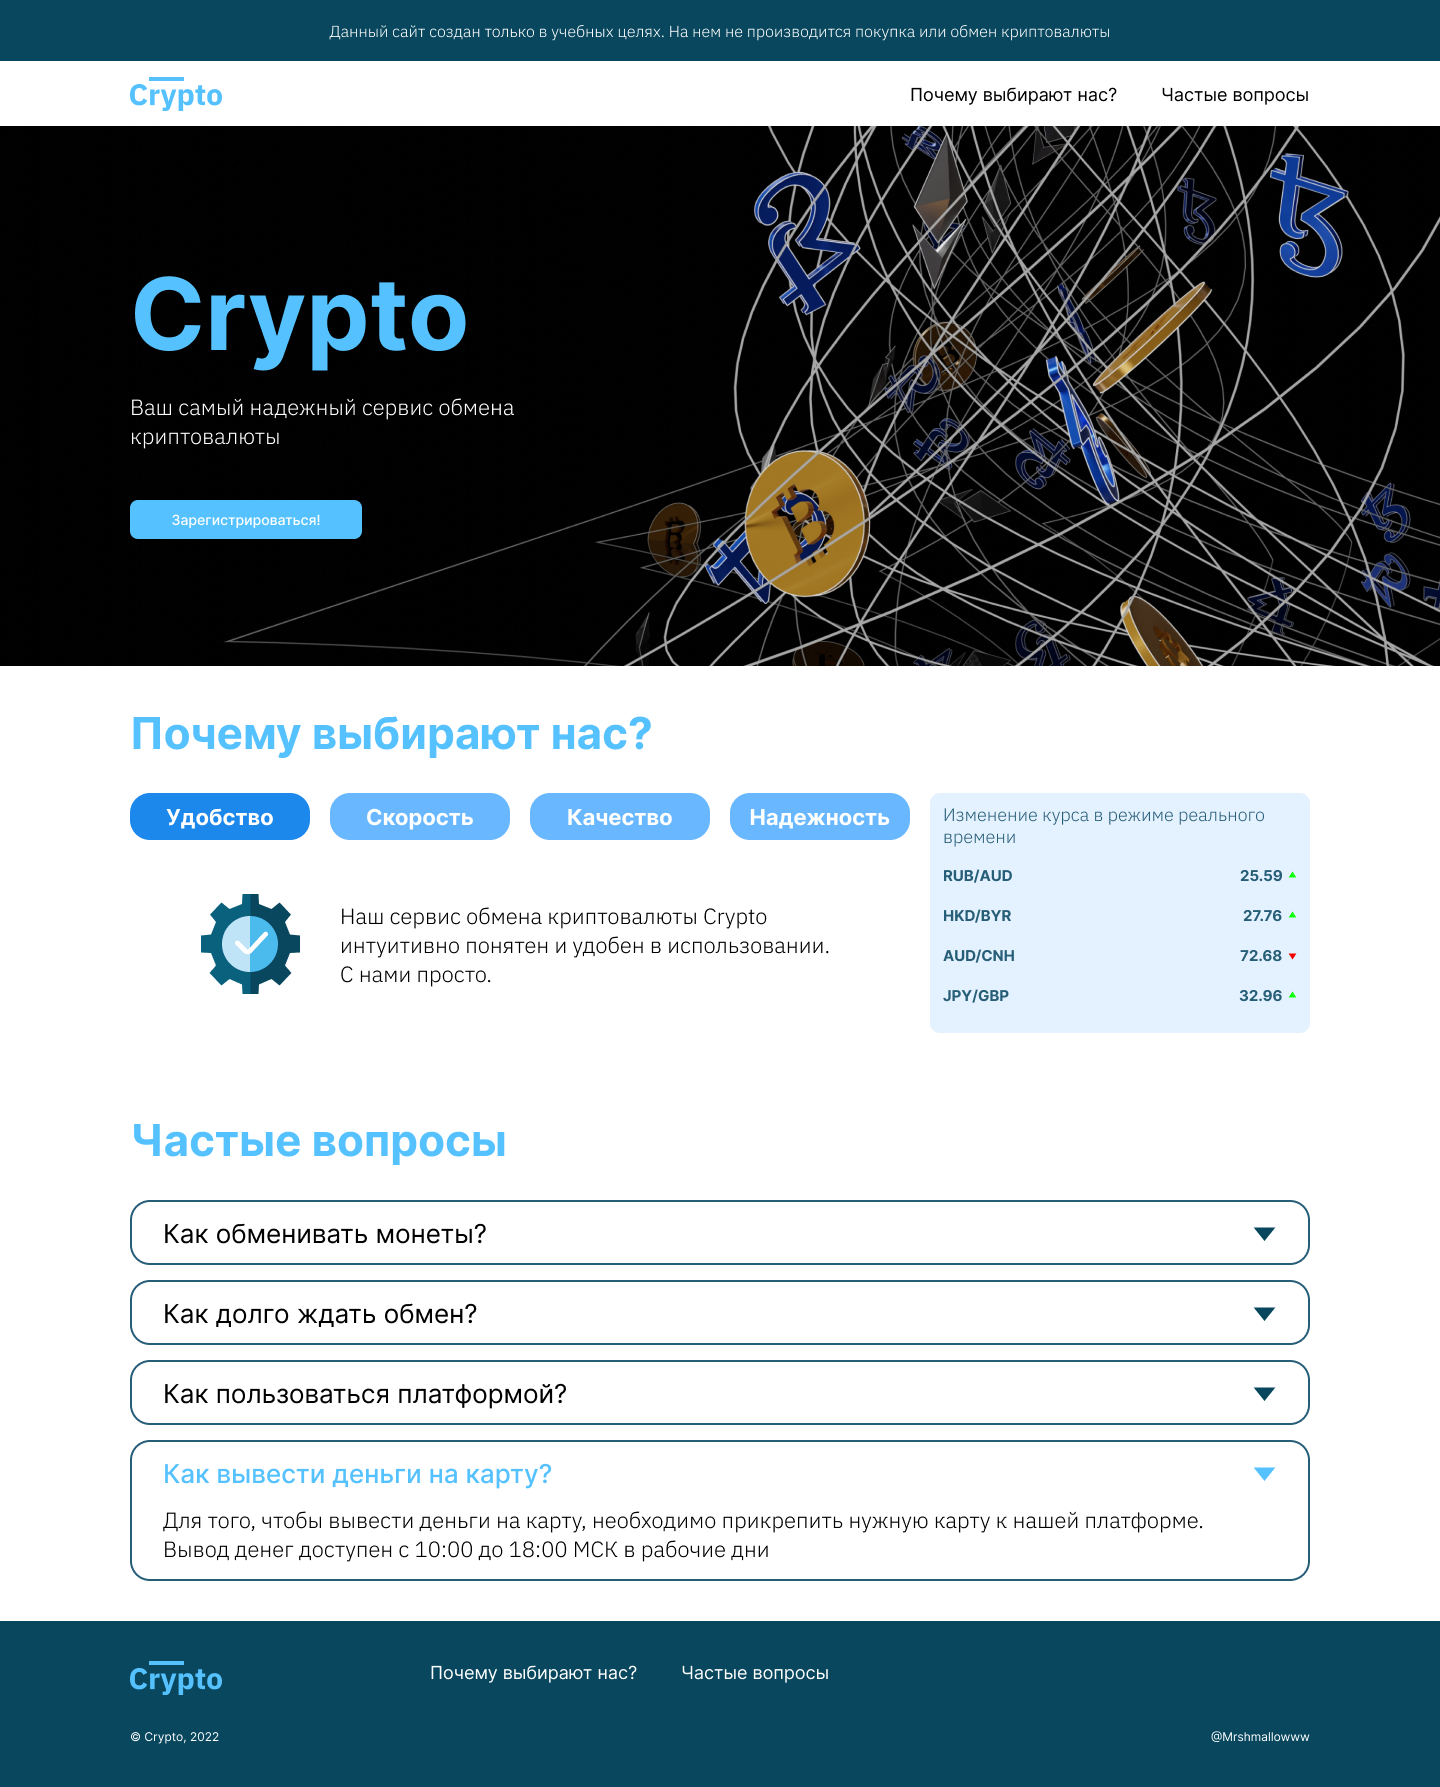 Данный сайт создан только в учебных целях. На нем не производится покупка или обмен криптовалюты
Crypto
Почему выбирают нас?
Частые вопросы
Crypto
Ваш самый надежный сервис обмена
криптовалюты
Зарегистрироваться!
Почему выбирают нас?
Удобство
Скорость
Качество
Надежность
Наш сервис обмена криптовалюты Crypto
интуитивно понятен и удобен в использовании.
С нами просто.
Изменение курса в режиме реального
времени
RUB/AUD 25.59
HKD/BYR 27.76
AUD/CNH 72.68
JPY/GBP 32.96
Частые вопросы
Как обменивать монеты?
Как долго ждать обмен?
Как пользоваться платформой?
Как вывести деньги на карту?
Для того, чтобы вывести деньги на карту, необходимо прикрепить нужную карту к нашей платформе.
Вывод денег доступен с 10:00 до 18:00 МСК в рабочие дни
Crypto
Почему выбирают нас?
Частые вопросы
© Crypto, 2022
@Mrshmallowww